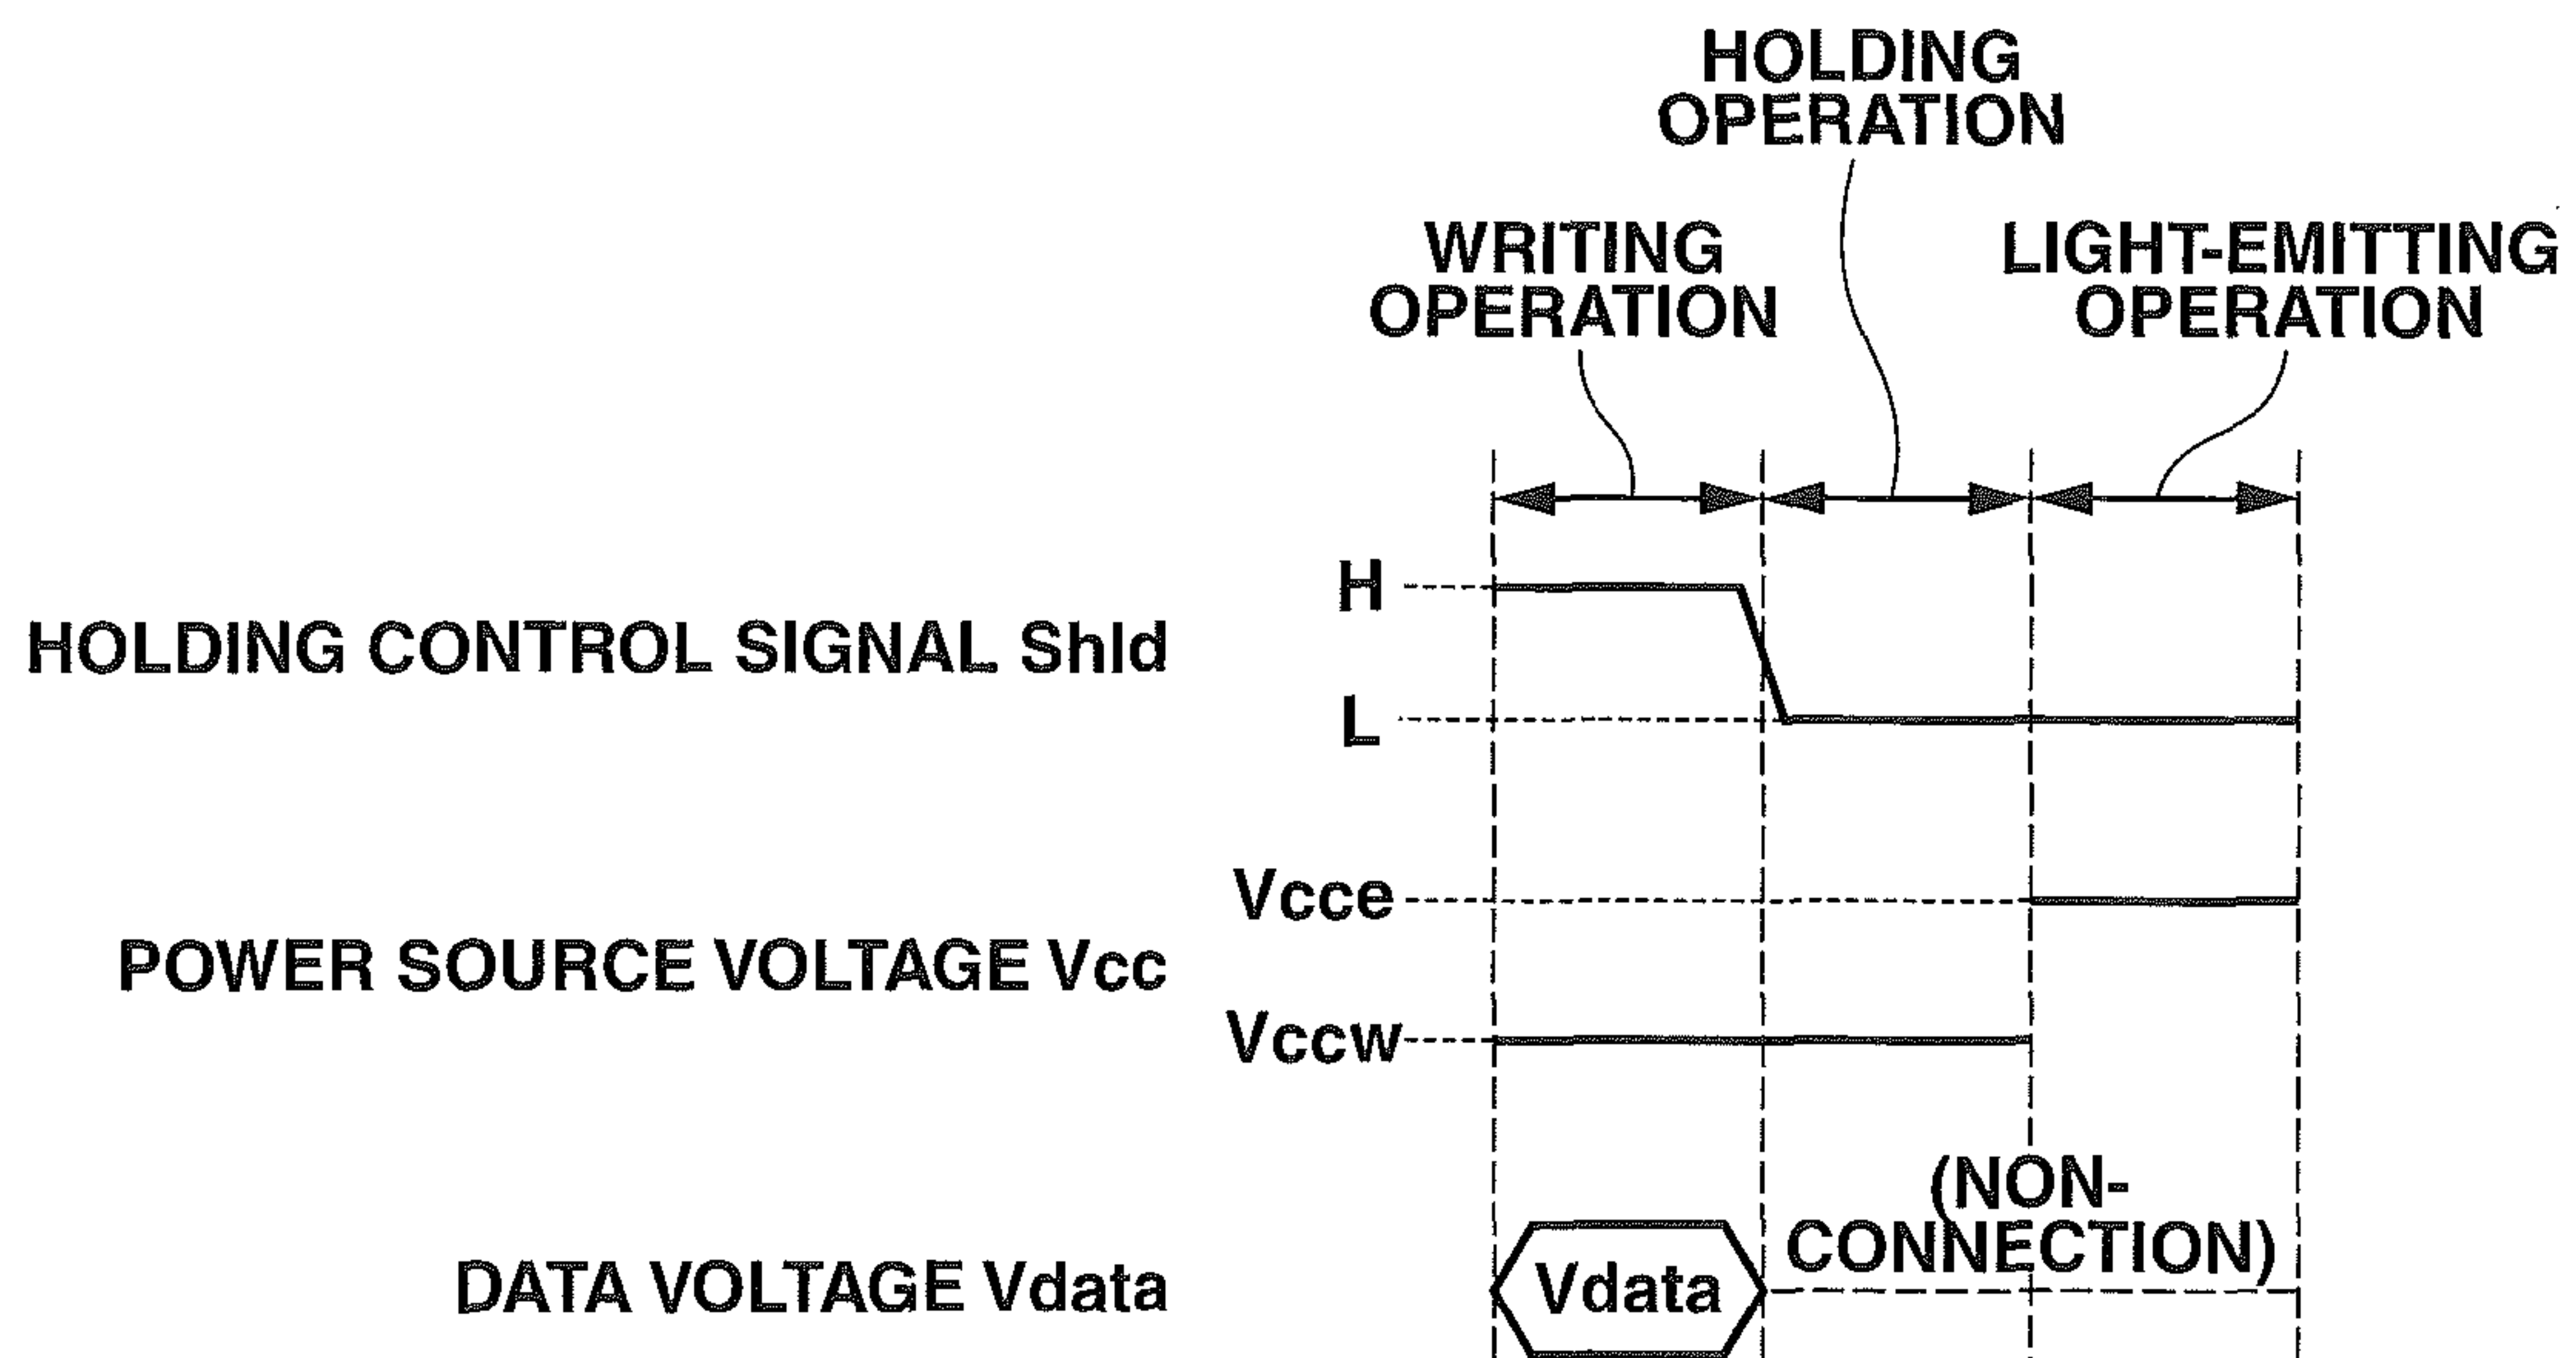 HOLDING
OPERATION
WRITING
OPERATION
LIGHT-EMITTING
OPERATION
HOLDING CONTROL SIGNAL Shld
H
L
POWER SOURCE VOLTAGE Vcc
Vcce
Vccw
DATA VOLTAGE Vdata
Vdata
(NON-
CONNECTION)